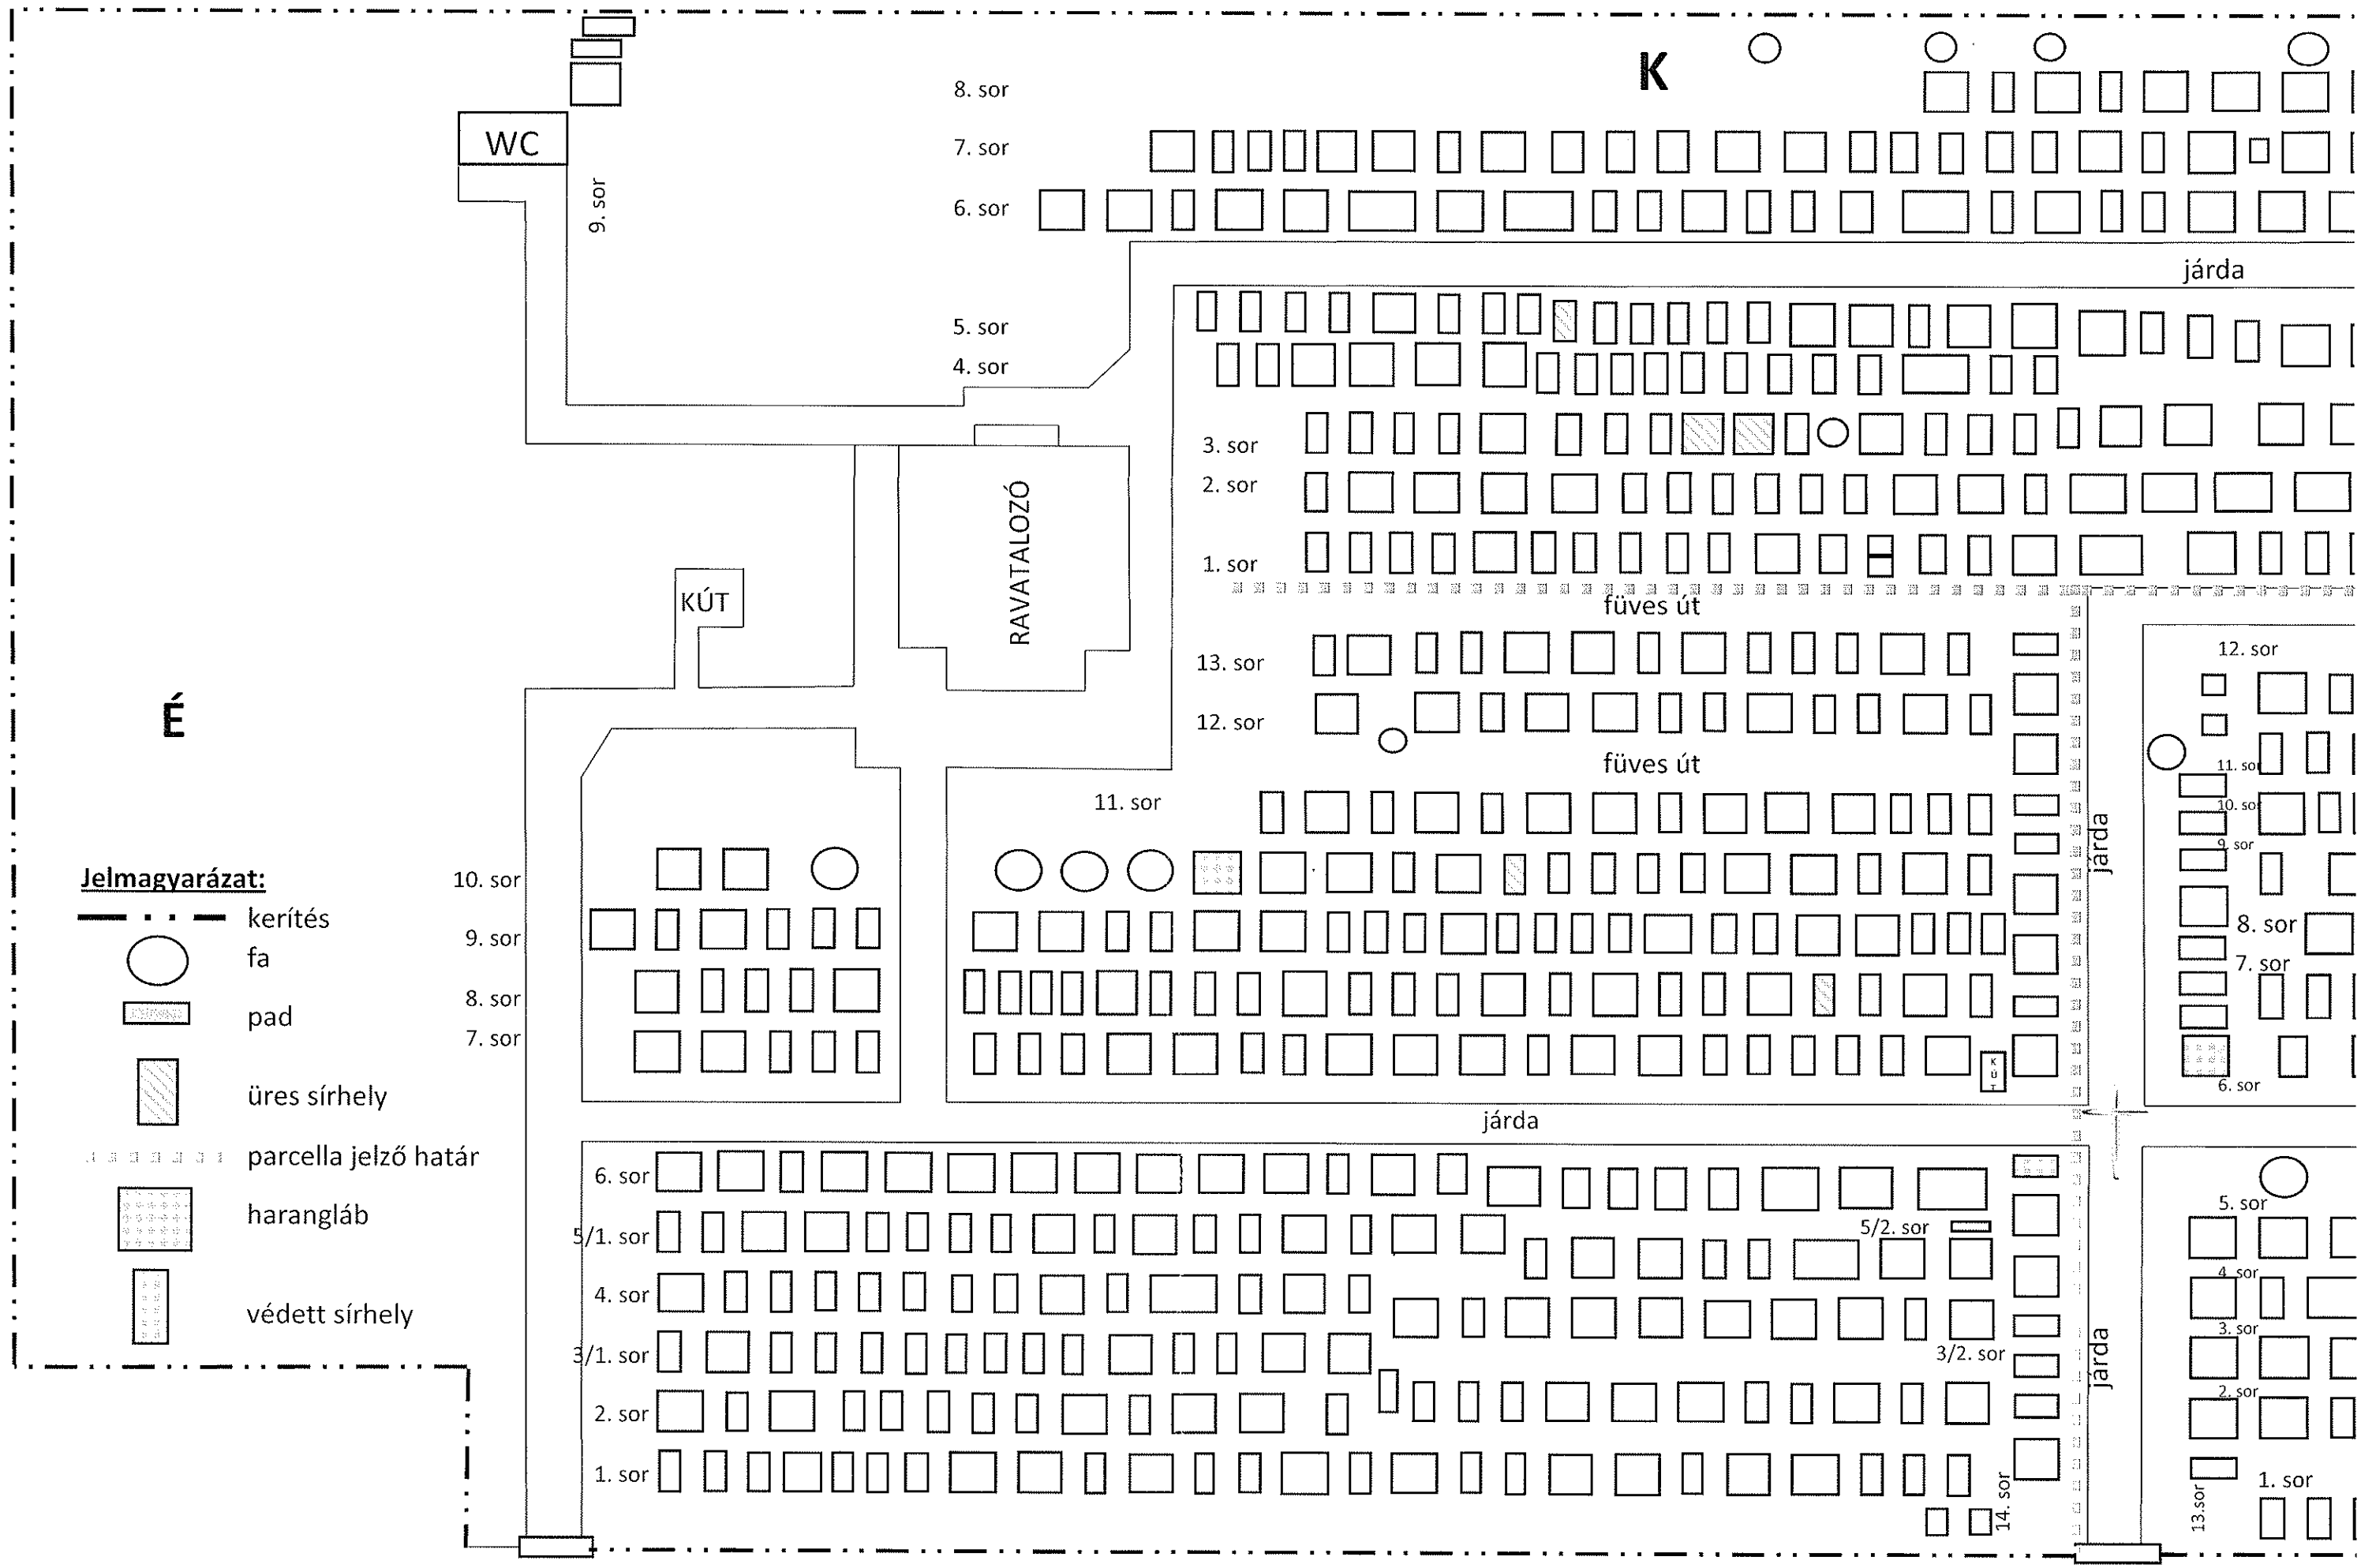 K
8. sor
WC
7. sor
9. sor
6. sor
járda
5. sor
4. sor
3. sor
2. sor
RAVATALOZÓ
1. sor
KÚT
füves út
13. sor
12. sor
É
12. sor
füves út
11. sor
11. sor
10. sor
járda
9. sor
Jelmagyarázat:
10. sor
kerítés
9. sor
8. sor
fa
7. sor
8. sor
pad
7. sor
KÚT
6. sor
üres sírhely
járda
parcella jelző határ
6. sor
5. sor
harangláb
5/1. sor
5/2. sor
4. sor
4. sor
védett sírhely
3. sor
3/1. sor
3/2. sor
járda
2. sor
2. sor
1. sor
1. sor
14. sor
13.sor